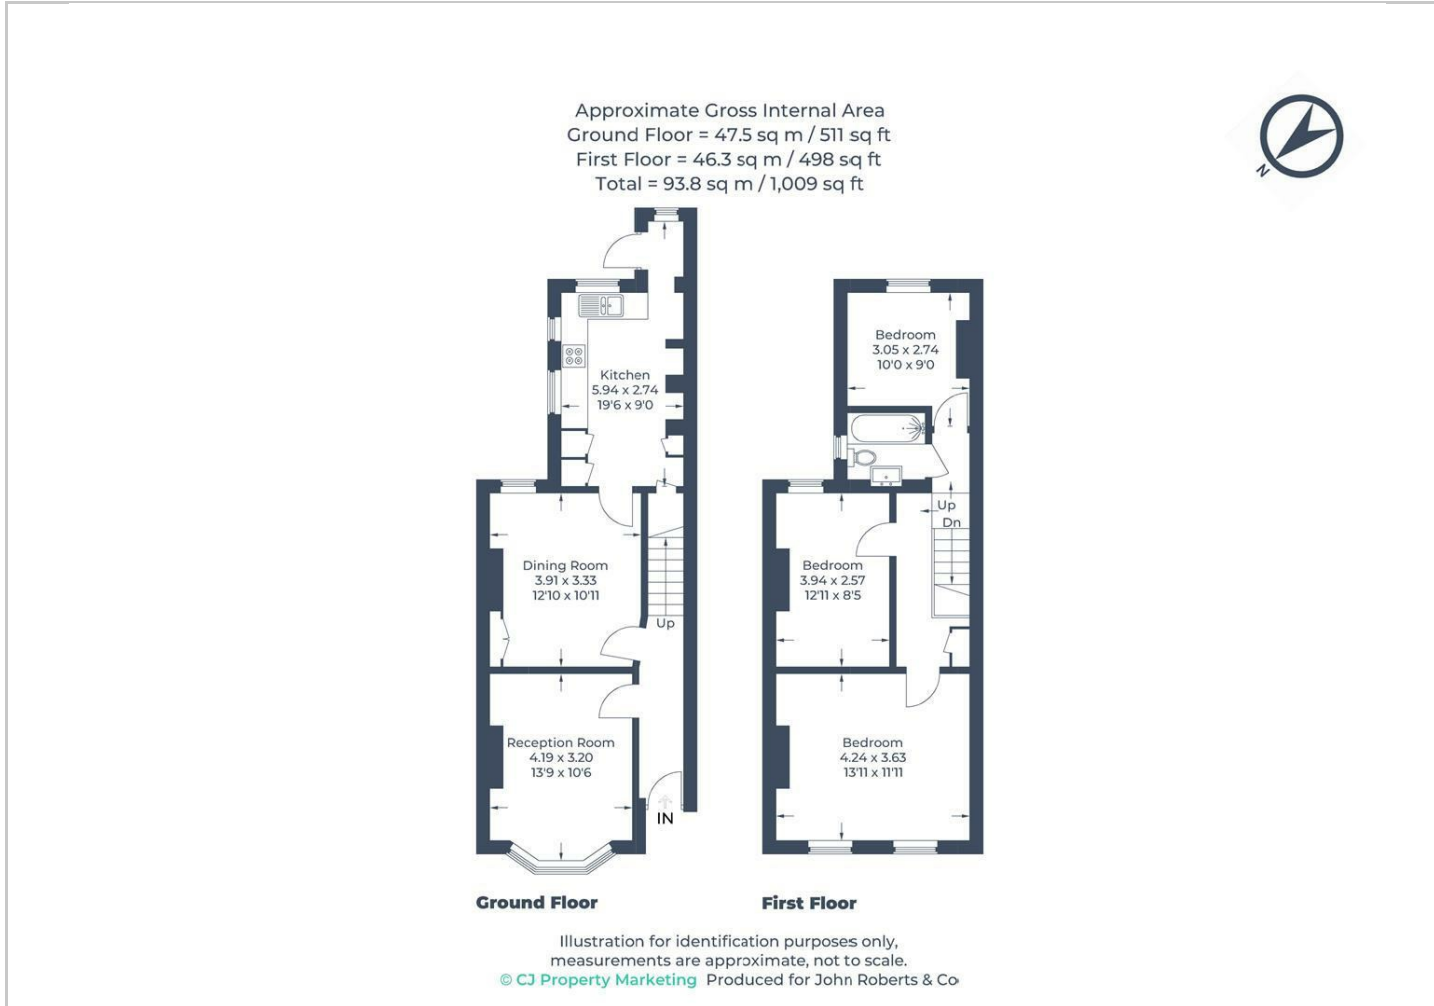 Approximate Gross Internal Area
Ground Floor = 47.5 sq m / 511 sq ft
First Floor = 46.3 sq m / 498 sq ft
Total = 93.8 sq m / 1,009 sq ft
N
Kitchen
5.94 x 2.74
19'6 x 9'0
Dining Room
3.91 x 3.33
12'10 x 10'11
Up
Reception Room
4.19 x 3.20
13'9 x 10'6
IN
Ground Floor
Bedroom
3.05 x 2.74
10'0 x 9'0
Up
Dn
Bedroom
3.94 x 2.57
12'11 x 8'5
Bedroom
4.24 x 3.63
13'11 x 11'11
First Floor
Illustration for identification purposes only,
measurements are approximate, not to scale.
© CJ Property Marketing Produced for John Roberts & Co